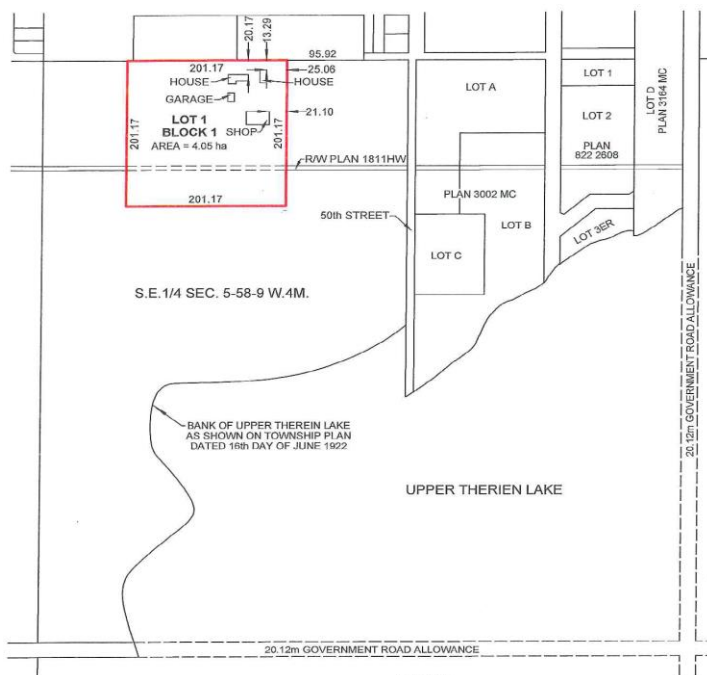 20.17
13.29
95.92
201.17
25.06
HOUSE
HOUSE
GARAGE
LOT 1
BLOCK 1
SHOP
AREA = 4.05 ha
21.10
201.17
201.17
201.17
R/W PLAN 1811HW
LOT A
LOT 1
LOT 2
PLAN
822 2608
LOT D
PLAN 3164 MC
PLAN 3002 MC
50th STREET
LOT B
LOT C
LOT 3ER
S.E.1/4 SEC. 5-58-9 W.4M.
20.12m GOVERNMENT ROAD ALLOWANCE
BANK OF UPPER THEREIN LAKE
AS SHOWN ON TOWNSHIP PLAN
DATED 16th DAY OF JUNE 1922
UPPER THERIEN LAKE
20.12m GOVERNMENT ROAD ALLOWANCE